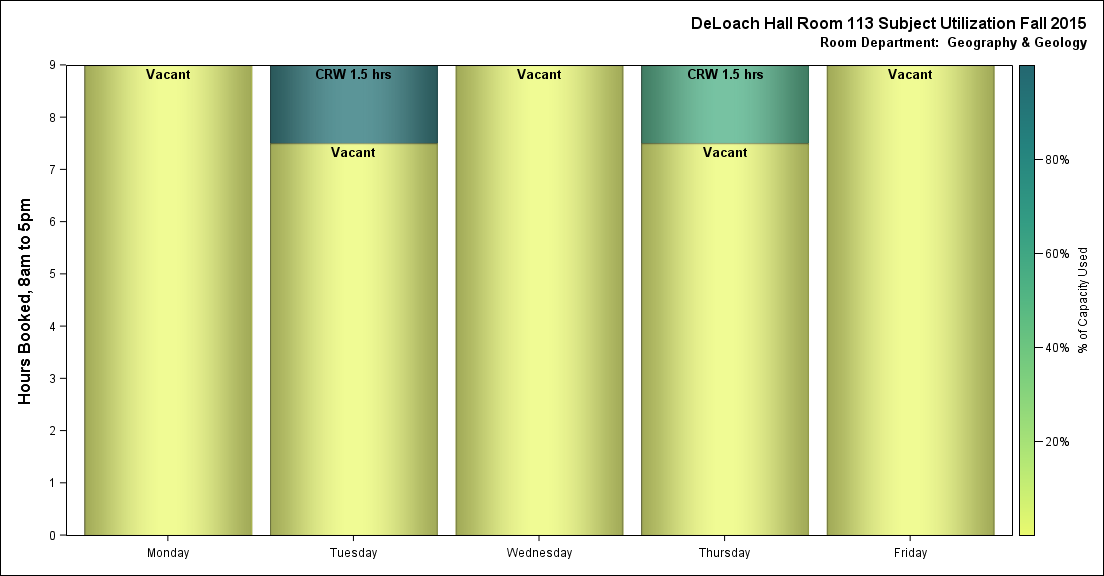 DeLoach Hall Room 113 Subject Utilization Fall 2015
Room Department:  Geography & Geology
Hours Booked, 8am to 5pm
9
8
7
6
5
4
3
2
1
0
Vacant
CRW 1.5 hrs
Vacant
Vacant
CRW 1.5 hrs
Vacant
Vacant
Monday
Tuesday
Wednesday
Thursday
Friday
80%
60%
40%
20%
% of Capacity Used